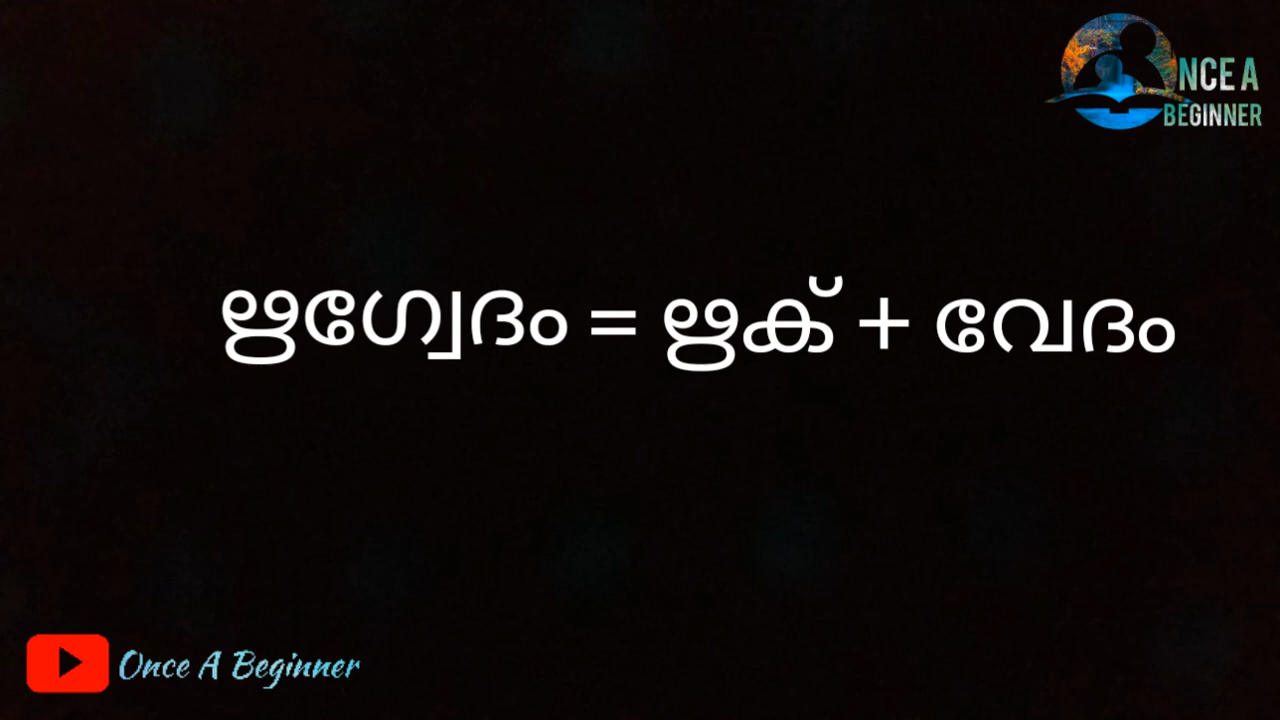 NCE A
BEGINNER
ഋഗ്വേദം = ഋക് + വേദം
Once A Beginner